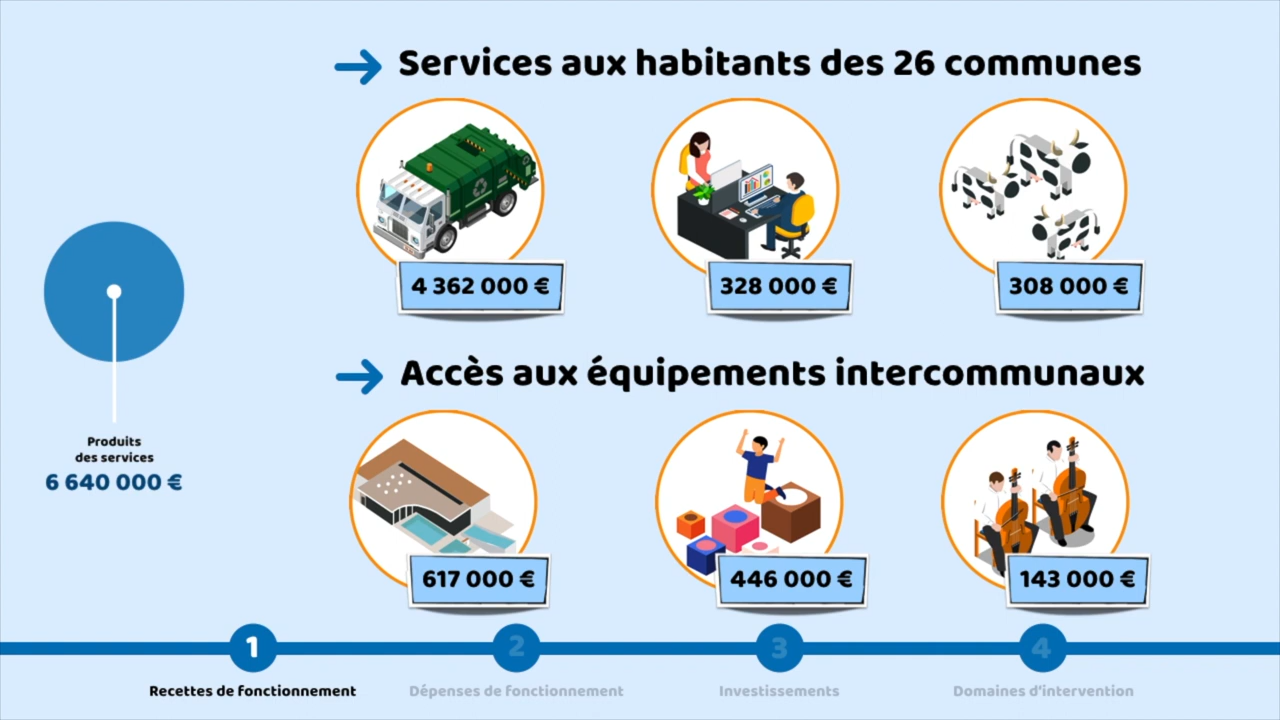 Services aux habitants des 26 communes
4 362 000 €
328 000 €
308 000 €
Produits
des services
6 640 000 €
Accès aux équipements intercommunaux
617 000 €
446 000 €
143 000 €
1
2
3
4
Recettes de fonctionnement
Dépenses de fonctionnement
Investissements
Domaines d'intervention